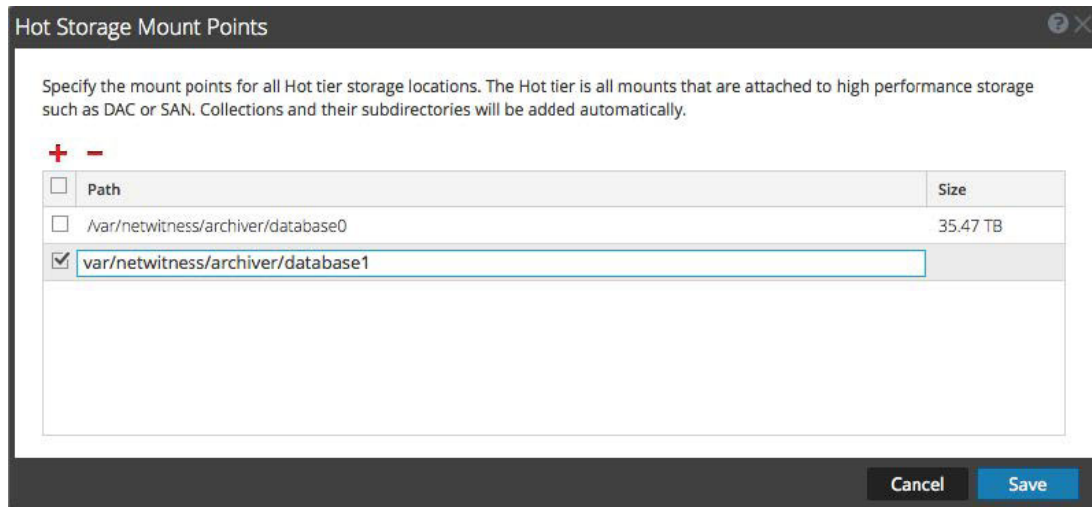 Hot Storage Mount Points
Specify the mount points for all Hot tier storage locations. The Hot tier is all mounts that are attached to high performance storage
such as DAC or SAN. Collections and their subdirectories will be added automatically.
Path Size
/var/netwitness/archiver/database0 35.47 TB
var/netwitness/archiver/database1
Cancel Save